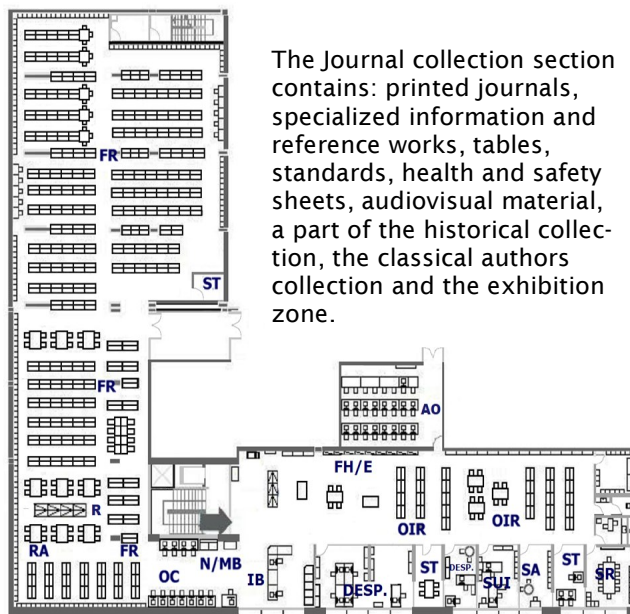 The Journal collection section
contains: printed journals,
specialized information and
reference works, tables,
standards, health and safety
sheets, audiovisual material,
a part of the historical collec-
tion, the classical authors
collection and the exhibition
zone.
FR
ST
FR
AO
FH/E
R
OIR
OIR
RA
FR
OC
N/MB
IB
DESP.
ST
DESP.
SUI
SA
ST
SR